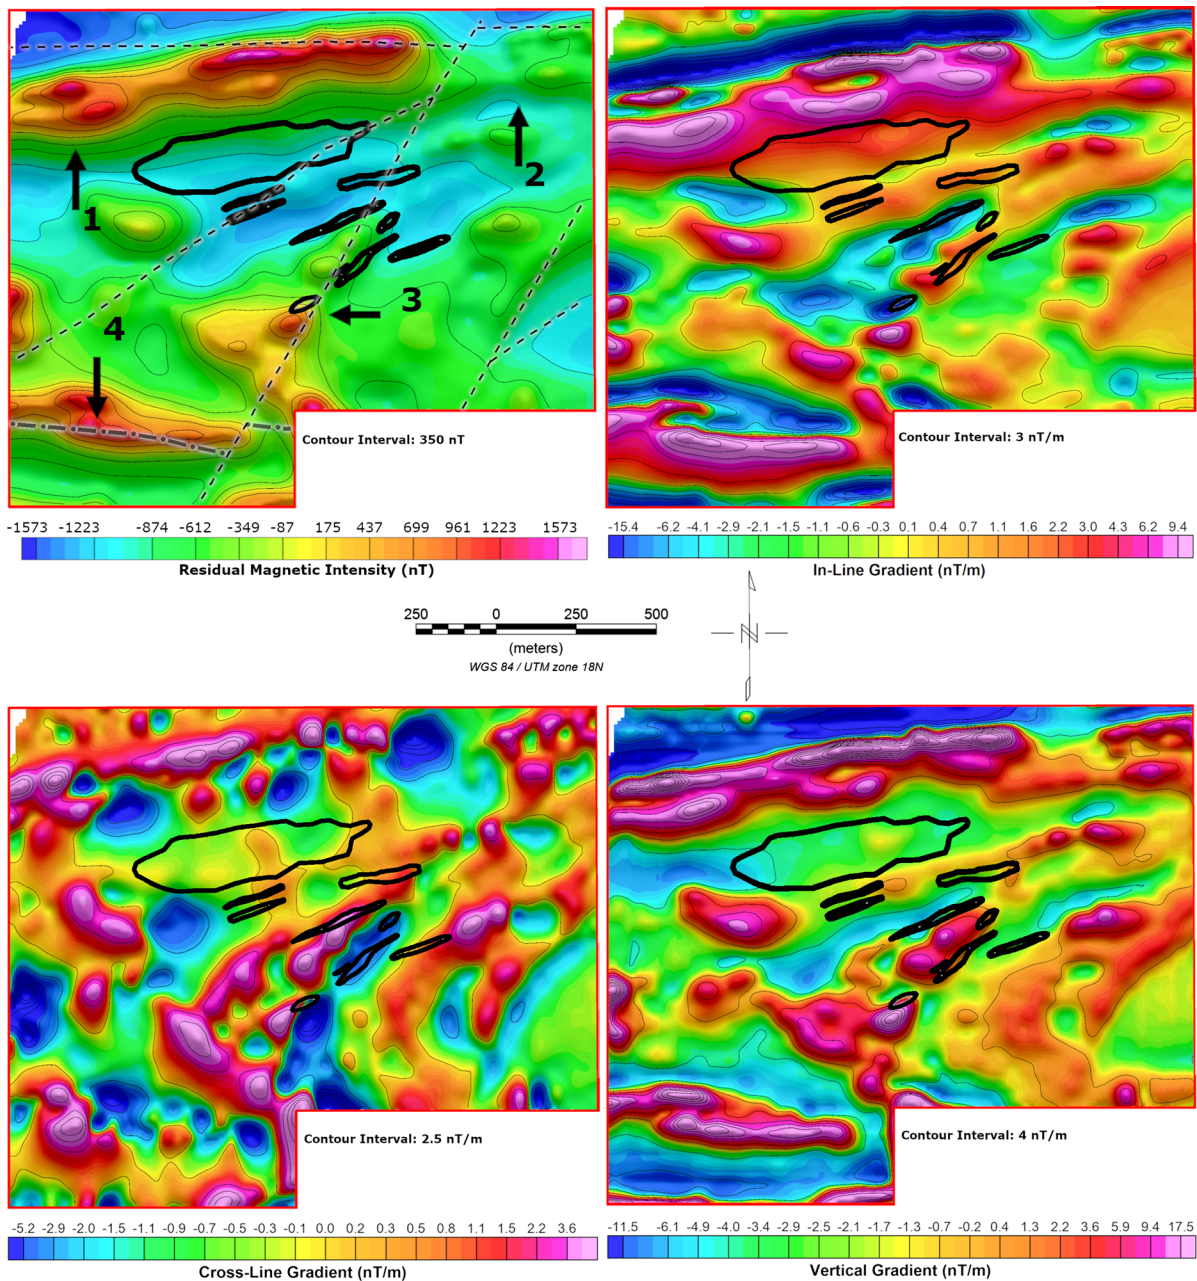 1
2
3
4
Contour Interval: 350 nT
Contour Interval: 3 nT/m
-1573 -1223 -874 -612 -349 -87 175 437 699 961 1223 1573
Residual Magnetic Intensity (nT)
-15.4 -6.2 -4.1 -2.9 -2.1 -1.5 -1.1 -0.6 -0.3 0.1 0.4 0.7 1.1 1.6 2.2 3.0 4.3 6.2 9.4
In-Line Gradient (nT/m)
250 0 250 500
(meters)
WGS 84 / UTM zone 18N
N
Contour Interval: 2.5 nT/m
Contour Interval: 4 nT/m
-5.2 -2.9 -2.0 -1.5 -1.1 -0.9 -0.7 -0.5 -0.3 -0.1 0.0 0.2 0.3 0.5 0.8 1.1 1.5 2.2 3.6
Cross-Line Gradient (nT/m)
-11.5 -6.1 -4.9 -4.0 -3.4 -2.9 -2.5 -2.1 -1.7 -1.3 -0.7 -0.2 0.4 1.3 2.2 3.6 5.9 9.4 17.5
Vertical Gradient (nT/m)